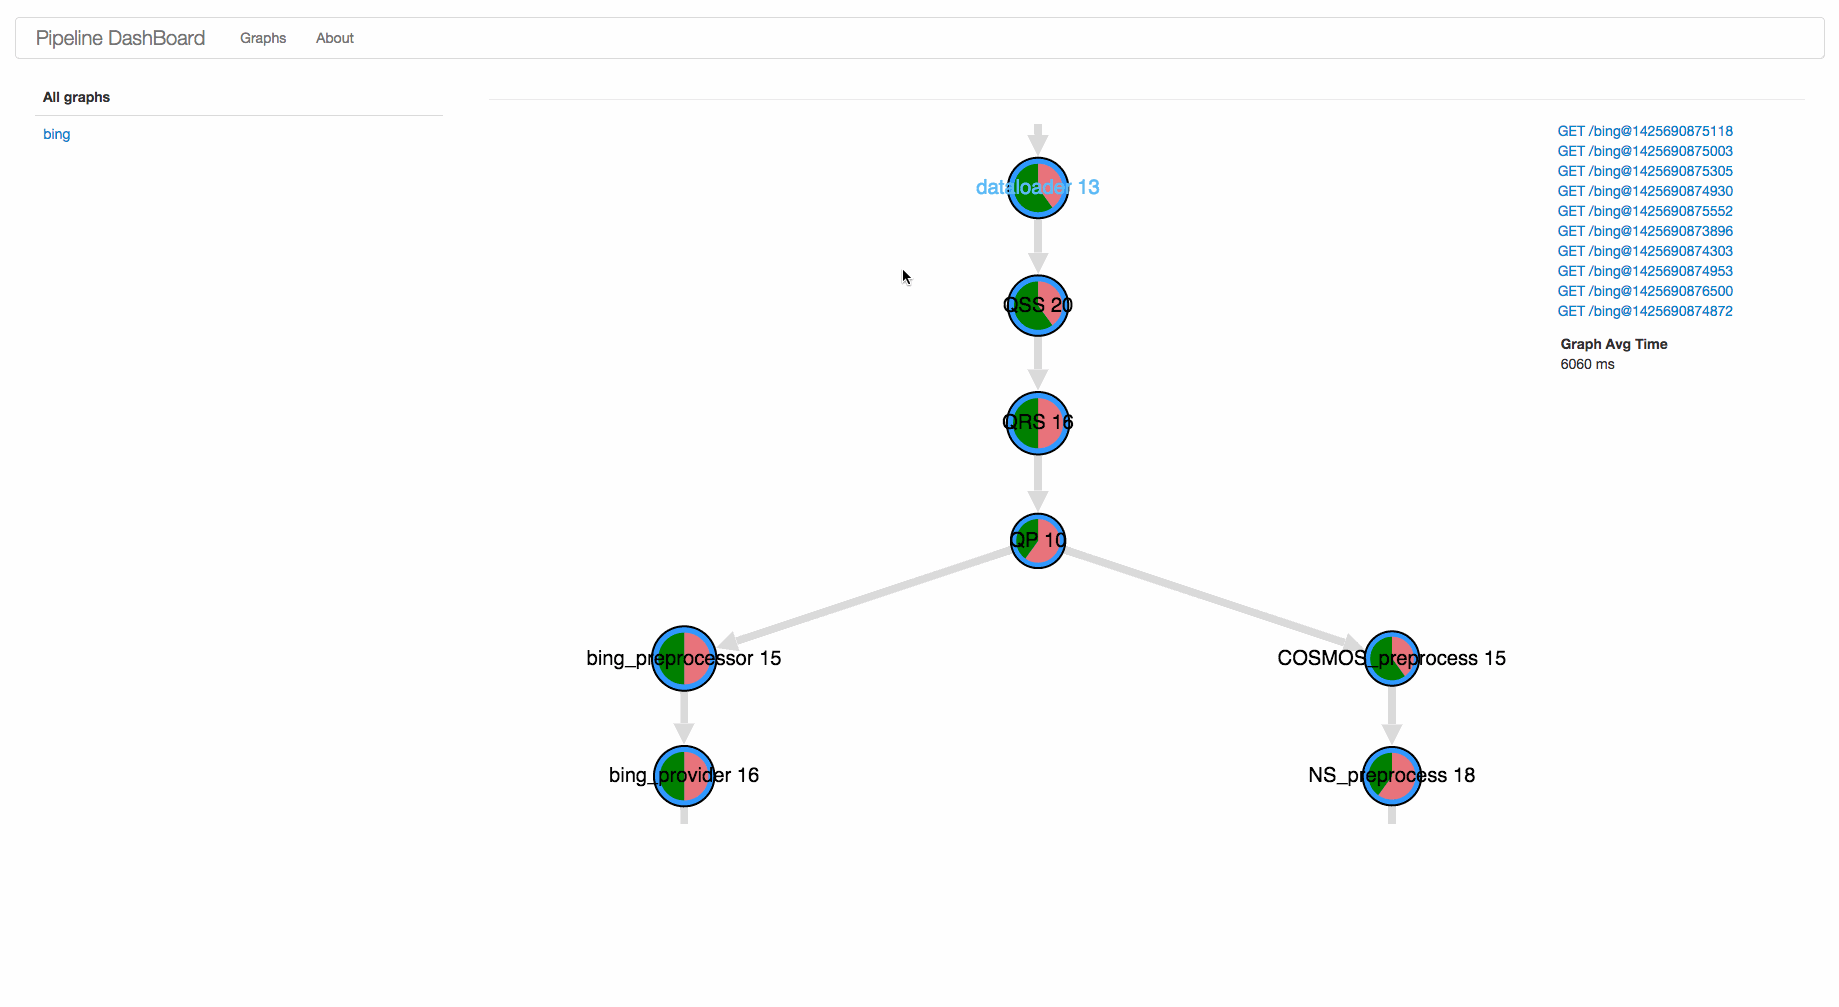 Pipeline DashBoard Graphs About
All graphs
bing
dataloader 13
QSS 20
QRS 16
QP 10
bing_preprocessor 15
COSMOS_preprocess 15
bing_provider 16
NS_preprocess 18
GET /bing@1425690875118
GET /bing@1425690875003
GET /bing@1425690875305
GET /bing@1425690874930
GET /bing@1425690875552
GET /bing@1425690873896
GET /bing@1425690874303
GET /bing@1425690874953
GET /bing@1425690876500
GET /bing@1425690874872
Graph Avg Time
6060 ms